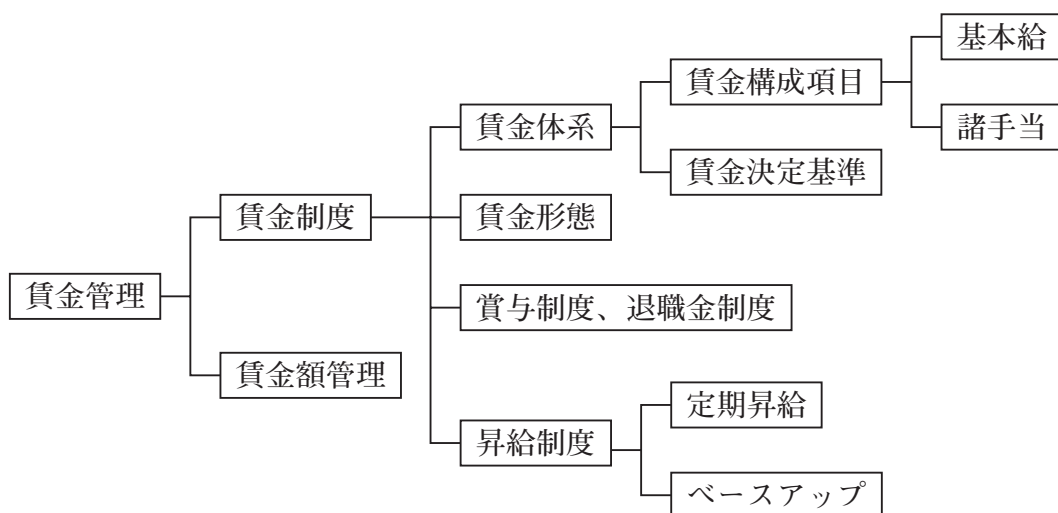 賃金管理
賃金制度
賃金額管理
賃金体系
賃金形態
賞与制度、退職金制度
昇給制度
賃金構成項目
賃金決定基準
定期昇給
ベースアップ
基本給
諸手当